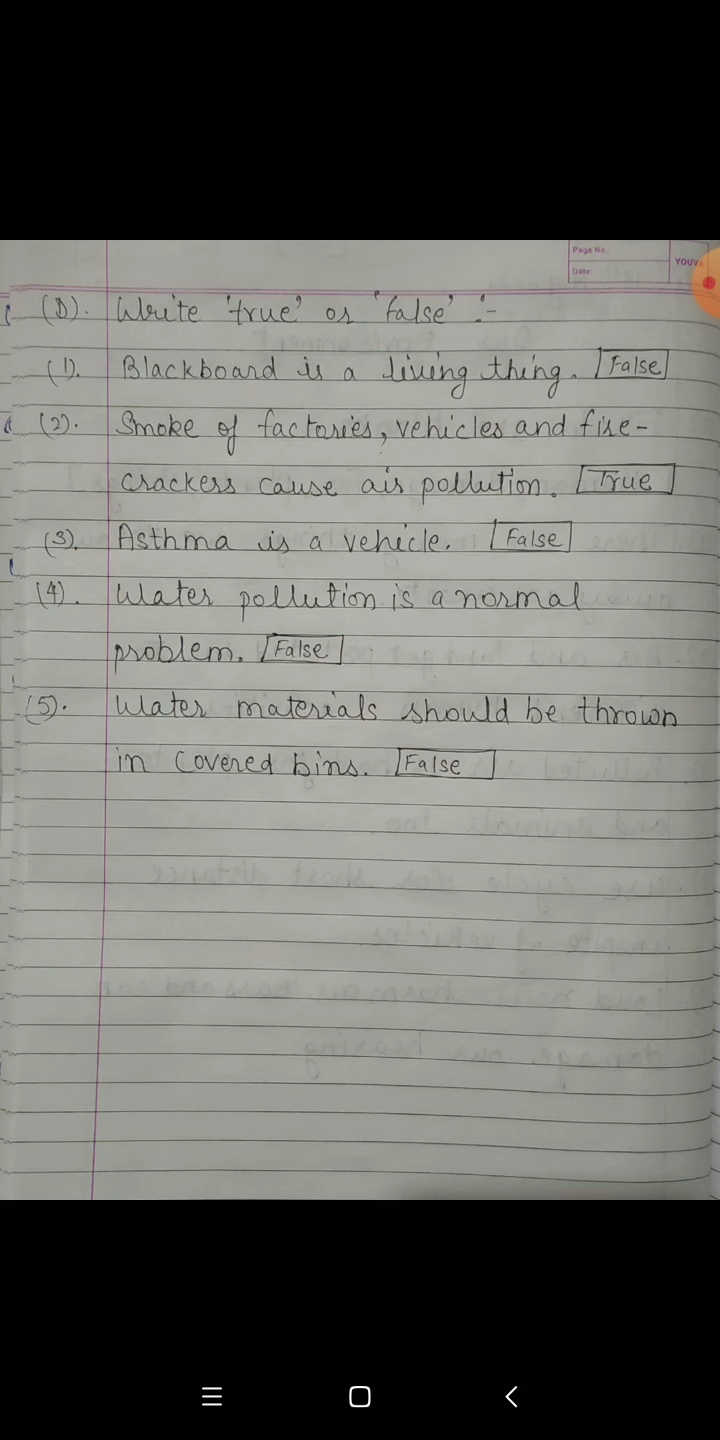 Page No.:
Date:
YOUVA
(D). Write 'true' or 'false' :-
(1). Blackboard is a living thing. False
(2). Smoke of factories, vehicles and fire-
crackers cause air pollution. True
(3). Asthma is a vehicle. False
(4). Water pollution is a normal
problem. False
(5). Water materials should be thrown
in covered bins. False